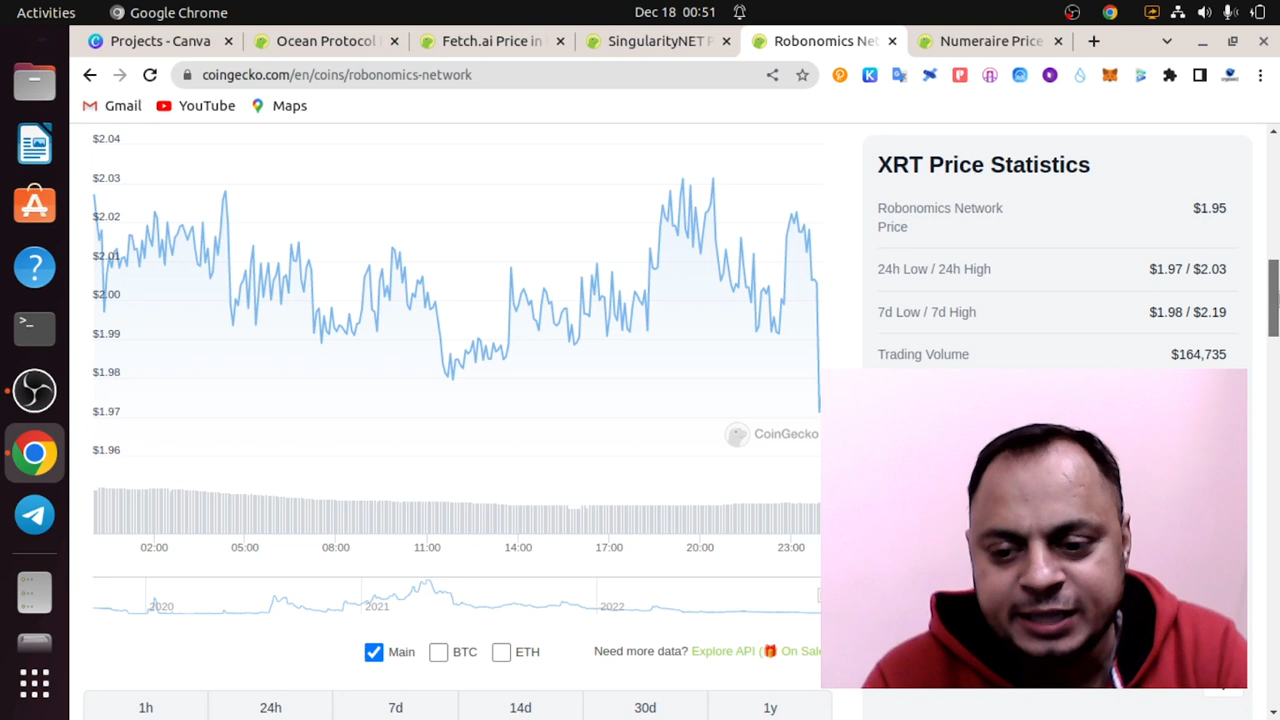 Activities
Google Chrome
Dec 18 00:51
Projects - Canva
Ocean Protocol
Fetch.ai Price in
SingularityNET P
Robonomics Net
Numeraire Price
coingecko.com/en/coins/robonomics-network
Gmail
YouTube
Maps
$2.04
$2.03
$2.02
$2.01
$2.00
$1.99
$1.98
$1.97
$1.96
CoinGecko
02:00
05:00
08:00
11:00
14:00
17:00
20:00
23:00
2020
2021
2022
Main
BTC
ETH
Need more data? Explore API (🎁 On Sal
1h
24h
7d
14d
30d
1y
XRT Price Statistics
Robonomics Network
Price
$1.95
24h Low / 24h High
$1.97 / $2.03
7d Low / 7d High
$1.98 / $2.19
Trading Volume
$164,735